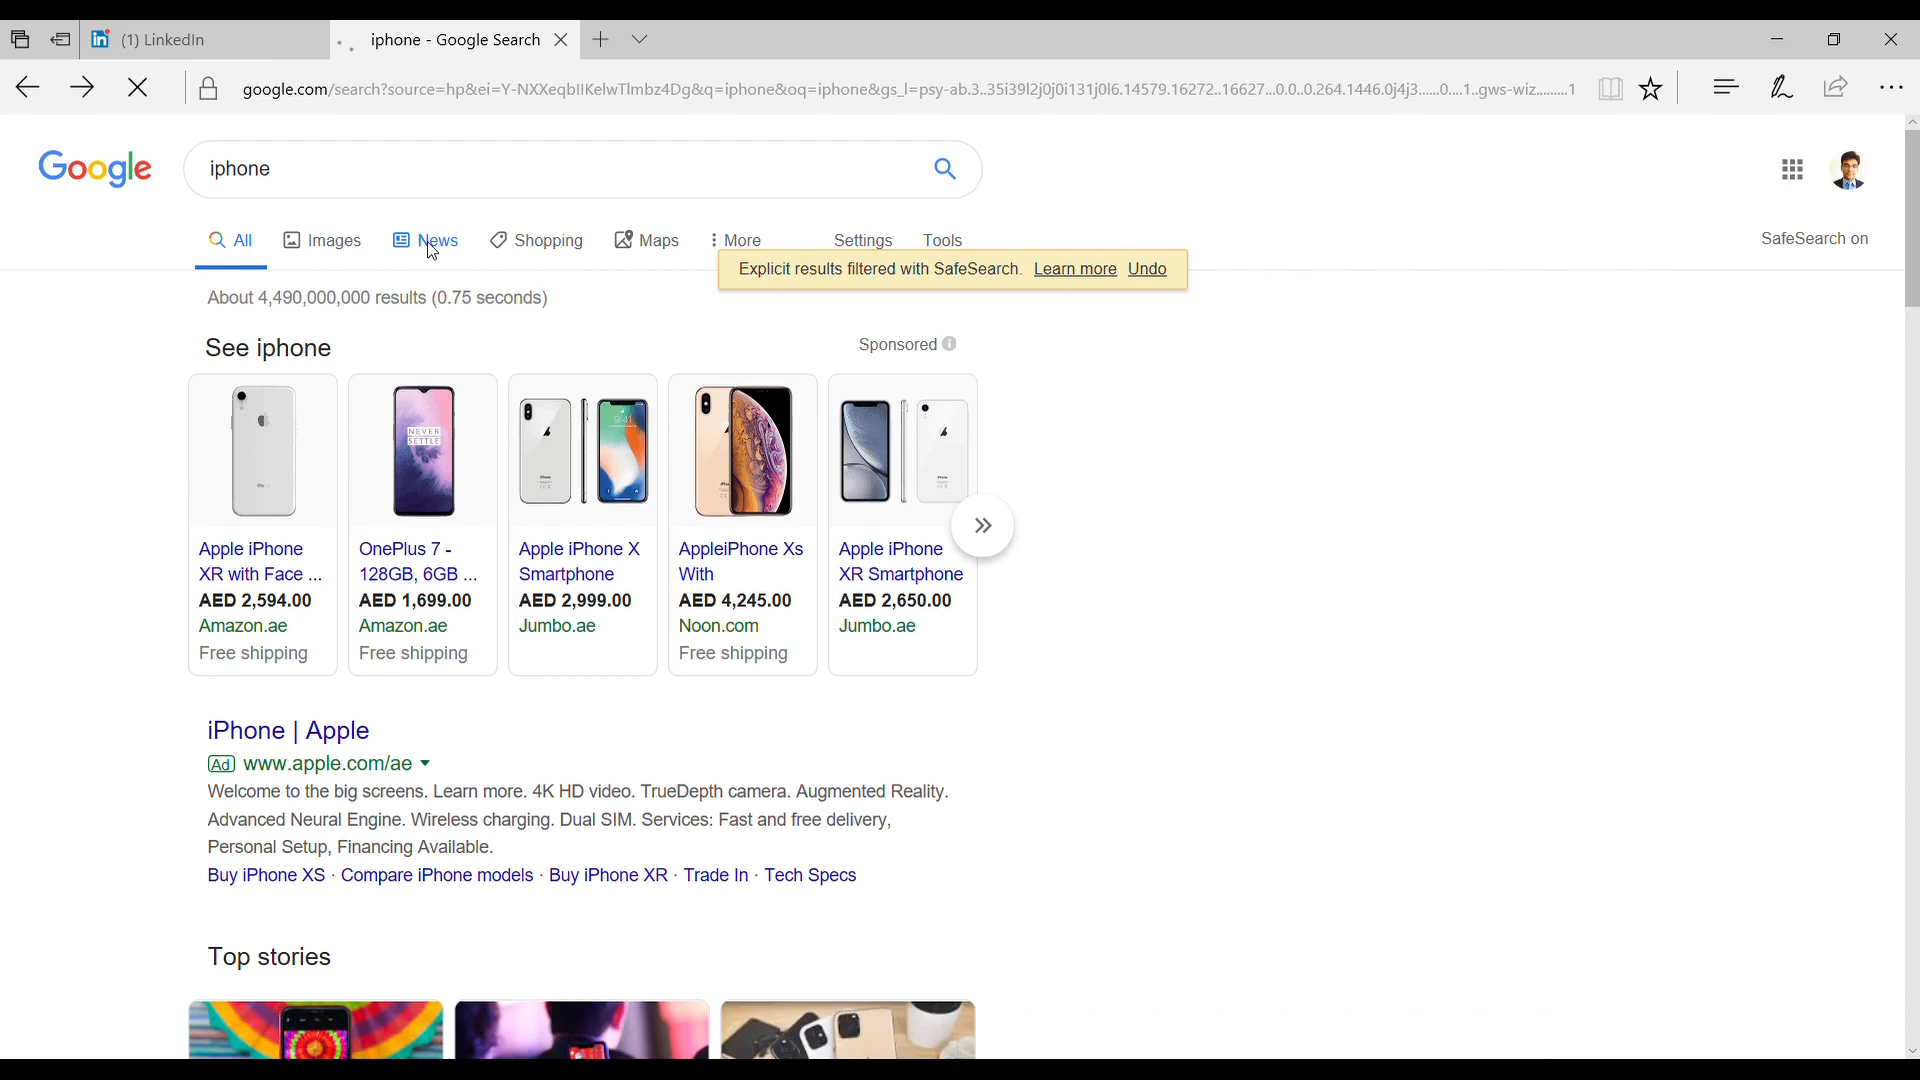 (1) LinkedIn
iphone - Google Search
google.com/search?source=hp&ei=Y-NXXeqbIIKelwTlmbz4Dg&q=iphone&oq=iphone&gs_l=psy-ab.3..35i39l2j0j0i131j0l6.14579.16272..16627...0.0..0.264.1446.0j4j3......0....1..gws-wiz.........1
Google
iphone
All Images News Shopping Maps More Settings Tools
SafeSearch on
Explicit results filtered with SafeSearch. Learn more Undo
About 4,490,000,000 results (0.75 seconds)
See iphone
Sponsored
NEVER
SETTLE
9:41
Apple iPhone
XR with Face ...
AED 2,594.00
Amazon.ae
Free shipping
OnePlus 7 -
128GB, 6GB ...
AED 1,699.00
Amazon.ae
Free shipping
Apple iPhone X
Smartphone
AED 2,999.00
Jumbo.ae
AppleiPhone Xs
With
AED 4,245.00
Noon.com
Free shipping
Apple iPhone
XR Smartphone
AED 2,650.00
Jumbo.ae
iPhone | Apple
Ad www.apple.com/ae
Welcome to the big screens. Learn more. 4K HD video. TrueDepth camera. Augmented Reality.
Advanced Neural Engine. Wireless charging. Dual SIM. Services: Fast and free delivery,
Personal Setup, Financing Available.
Buy iPhone XS · Compare iPhone models · Buy iPhone XR · Trade In · Tech Specs
Top stories